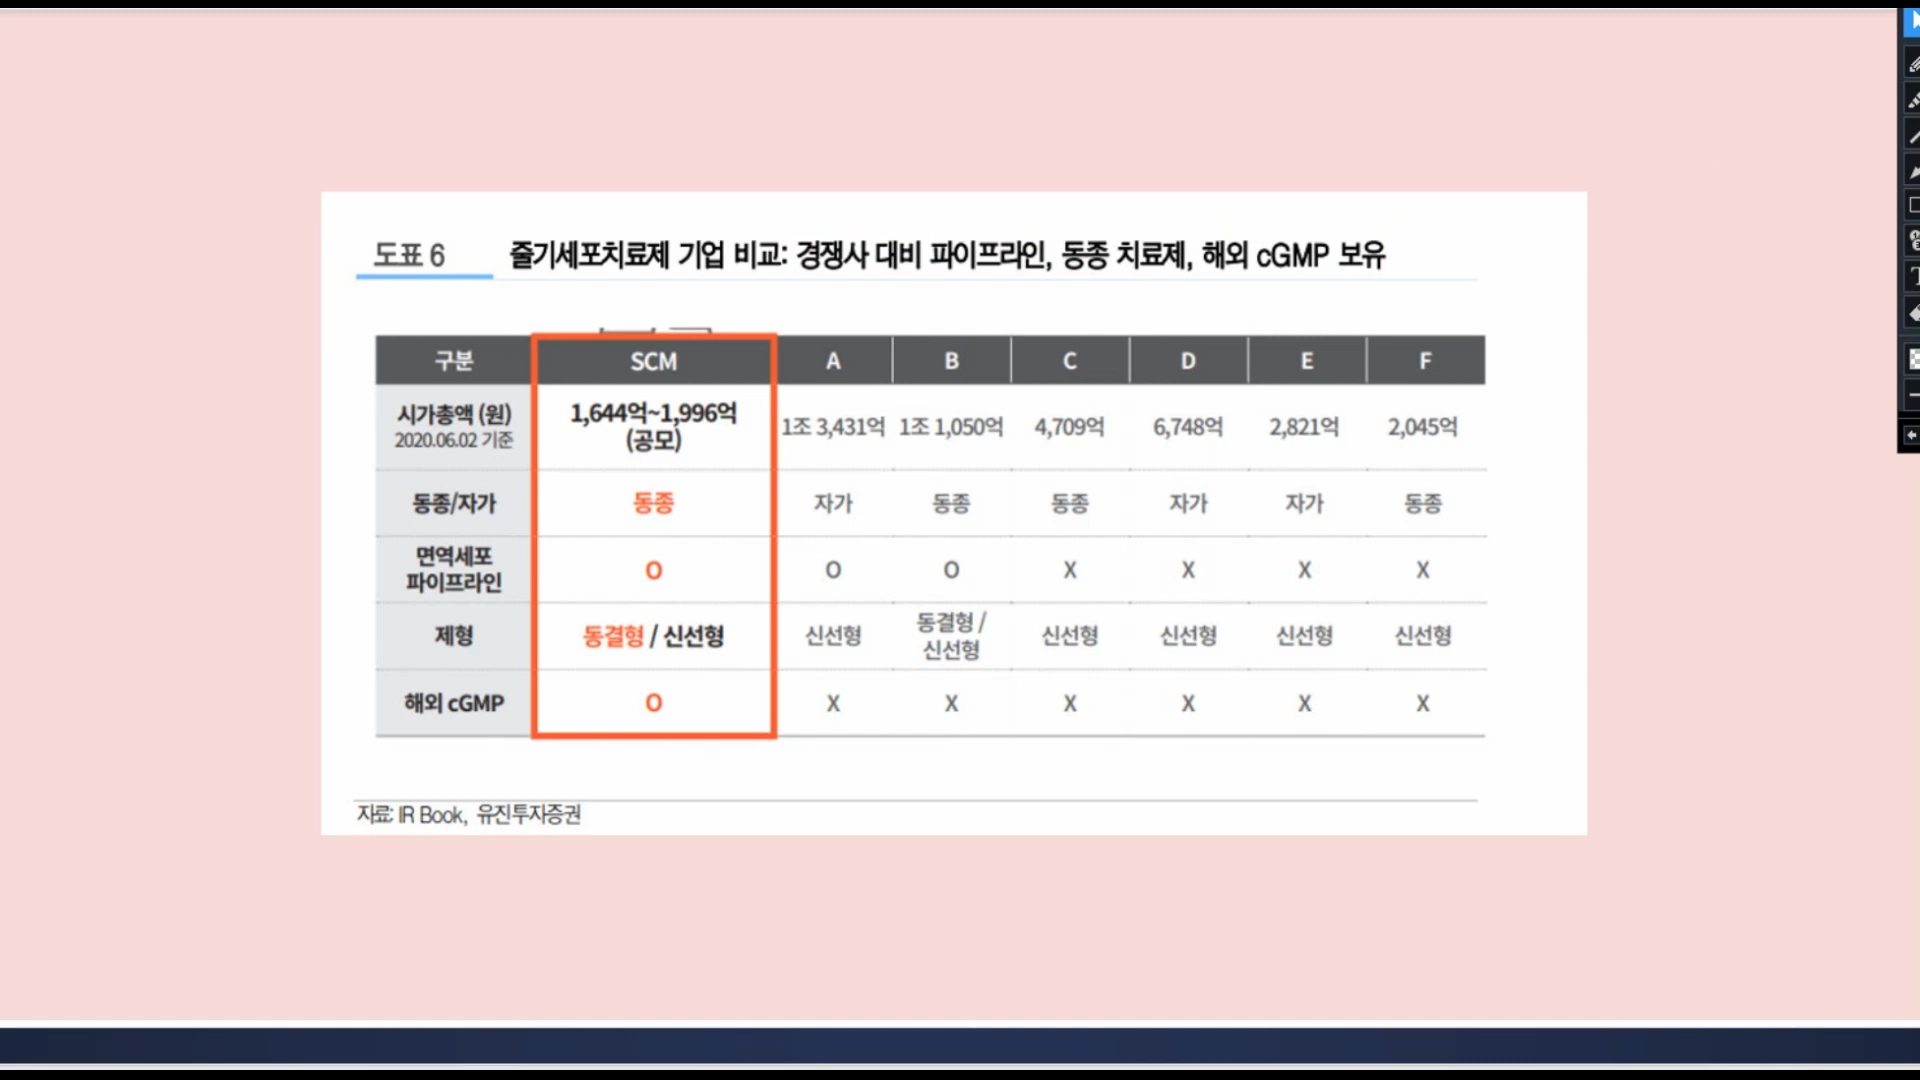 도표 6 줄기세포치료제 기업 비교: 경쟁사 대비 파이프라인, 동종 치료제, 해외 cGMP 보유
구분 SCM A B C D E F
시가총액 (원) 1,644억~1,996억 1조 3,431억 1조 1,050억 4,709억 6,748억 2,821억 2,045억
2020.06.02 기준 (공모)
동종/자가 동종 자가 동종 동종 자가 자가 동종
면역세포
파이프라인 O O O X X X X
제형 동결형 / 신선형 신선형 동결형 / 신선형 신선형 신선형 신선형
신선형
해외 cGMP O X X X X X X
자료: IR Book, 유진투자증권